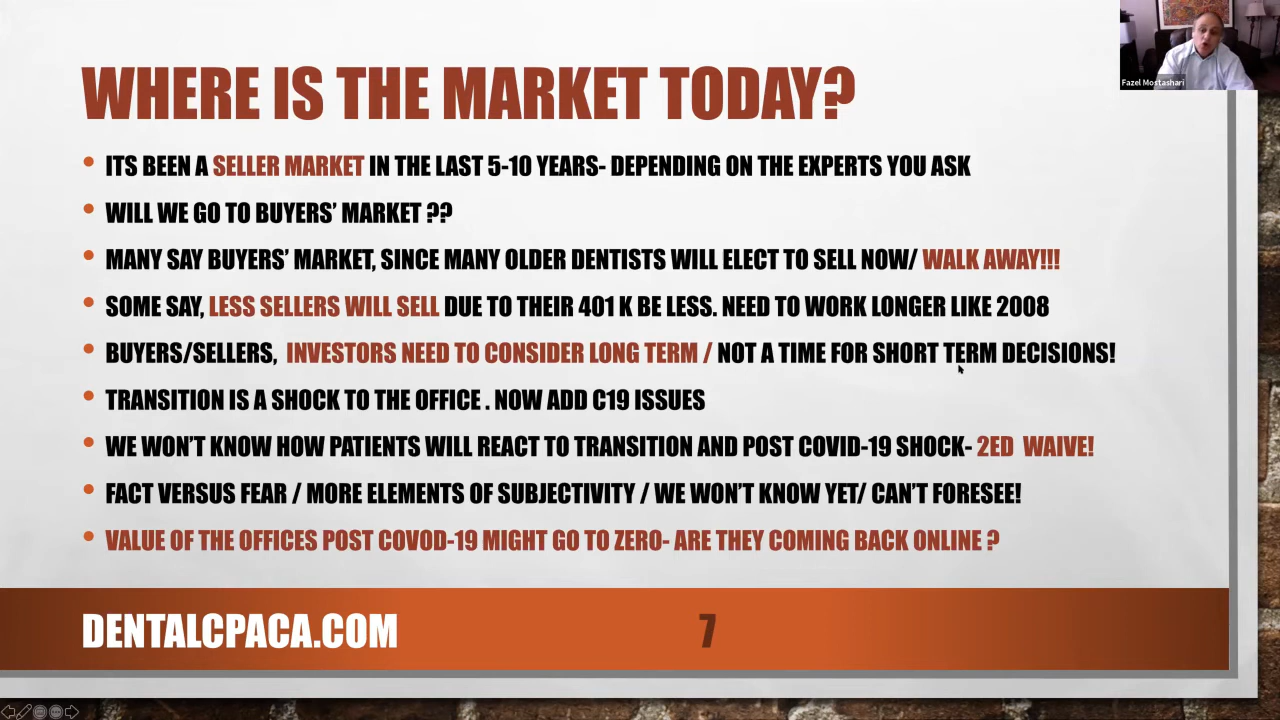 WHERE IS THE MARKET TODAY?
Fazel Mostashari
• ITS BEEN A SELLER MARKET IN THE LAST 5-10 YEARS- DEPENDING ON THE EXPERTS YOU ASK
• WILL WE GO TO BUYERS’ MARKET ??
• MANY SAY BUYERS’ MARKET, SINCE MANY OLDER DENTISTS WILL ELECT TO SELL NOW/ WALK AWAY!!!
• SOME SAY, LESS SELLERS WILL SELL DUE TO THEIR 401 K BE LESS. NEED TO WORK LONGER LIKE 2008
• BUYERS/SELLERS, INVESTORS NEED TO CONSIDER LONG TERM / NOT A TIME FOR SHORT TERM DECISIONS!
• TRANSITION IS A SHOCK TO THE OFFICE . NOW ADD C19 ISSUES
• WE WON’T KNOW HOW PATIENTS WILL REACT TO TRANSITION AND POST COVID-19 SHOCK- 2ED WAIVE!
• FACT VERSUS FEAR / MORE ELEMENTS OF SUBJECTIVITY / WE WON’T KNOW YET/ CAN’T FORESEE!
• VALUE OF THE OFFICES POST COVOD-19 MIGHT GO TO ZERO- ARE THEY COMING BACK ONLINE ?
DENTALCPACA.COM
7